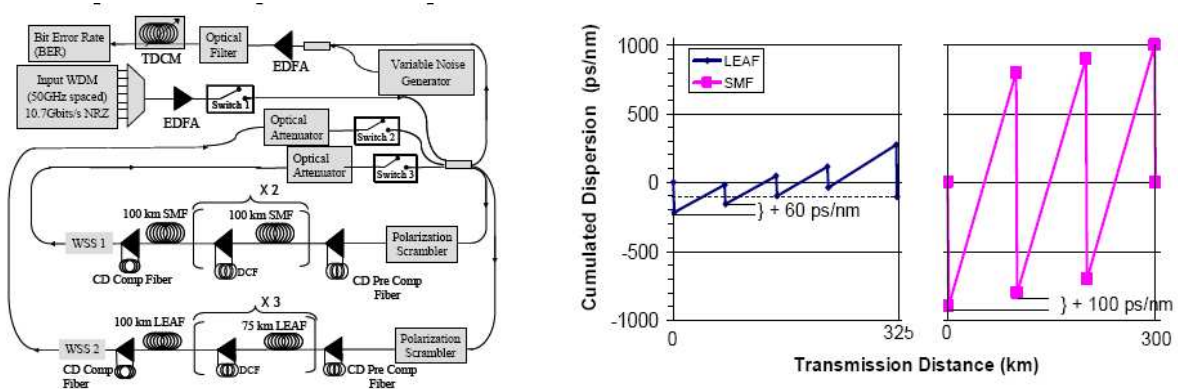 Bit Error Rate
(BER)
TDCM
Optical
Filter
EDFA
Variable Noise
Generator
Input WDM
(50GHz spaced)
10.7Gbits/s NRZ
EDFA
Switch 1
Optical
Attenuator
Switch 2
Optical
Attenuator
Switch 3
X 2
100 km SMF
100 km SMF
WSS 1
Polarization
Scrambler
CD Comp Fiber
DCF
CD Pre Comp
Fiber
X 3
100 km LEAF
75 km LEAF
WSS 2
Polarization
Scrambler
CD Comp
Fiber
DCF
CD Pre Comp
Fiber
Cumulated Dispersion (ps/nm)
1000
500
0
-500
-1000
LEAF
SMF
} + 60 ps/nm
} + 100 ps/nm
0
325
0
300
Transmission Distance (km)